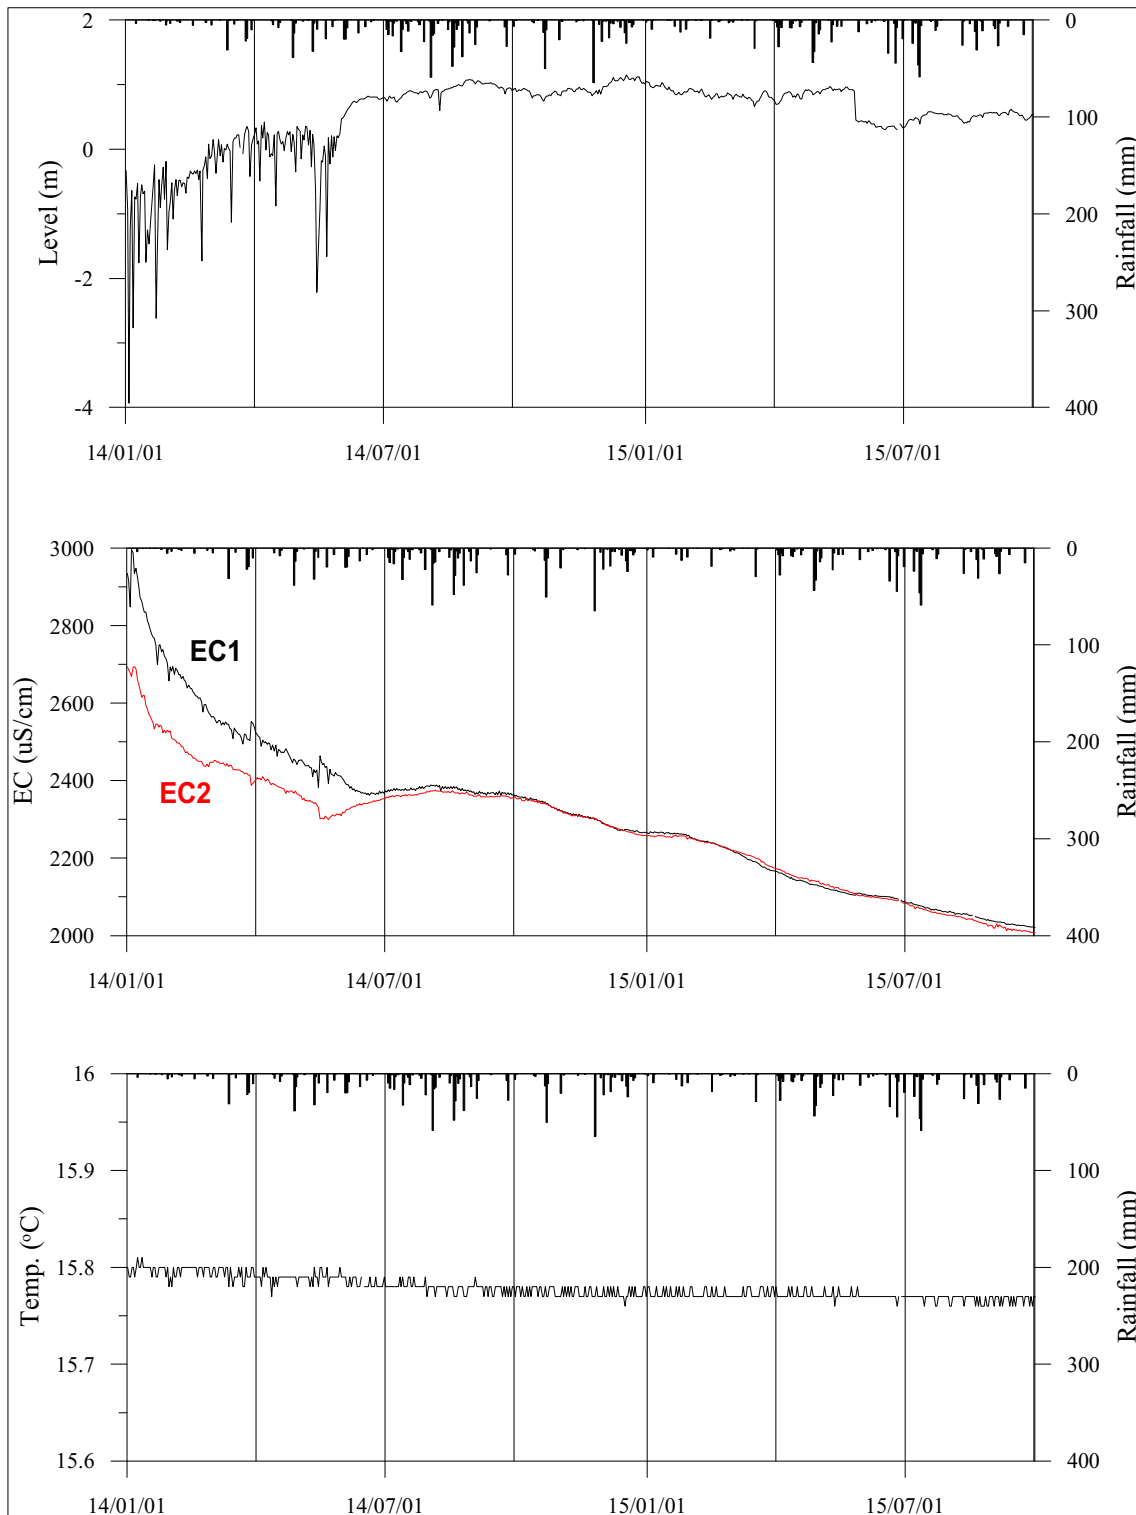 2 0
0 100
Level (m) Rainfall (mm)
200
-2 300
-4 400
14/01/01 14/07/01 15/01/01 15/07/01
3000 0
2800
EC1 100
2600
EC (uS/cm) 200 Rainfall (mm)
2400
EC2
2200 300
2000 400
14/01/01 14/07/01 15/01/01 15/07/01
16 0
15.9 100
15.8 200
Temp. (°C) Rainfall (mm)
15.7 300
15.6 400
14/01/01 14/07/01 15/01/01 15/07/01